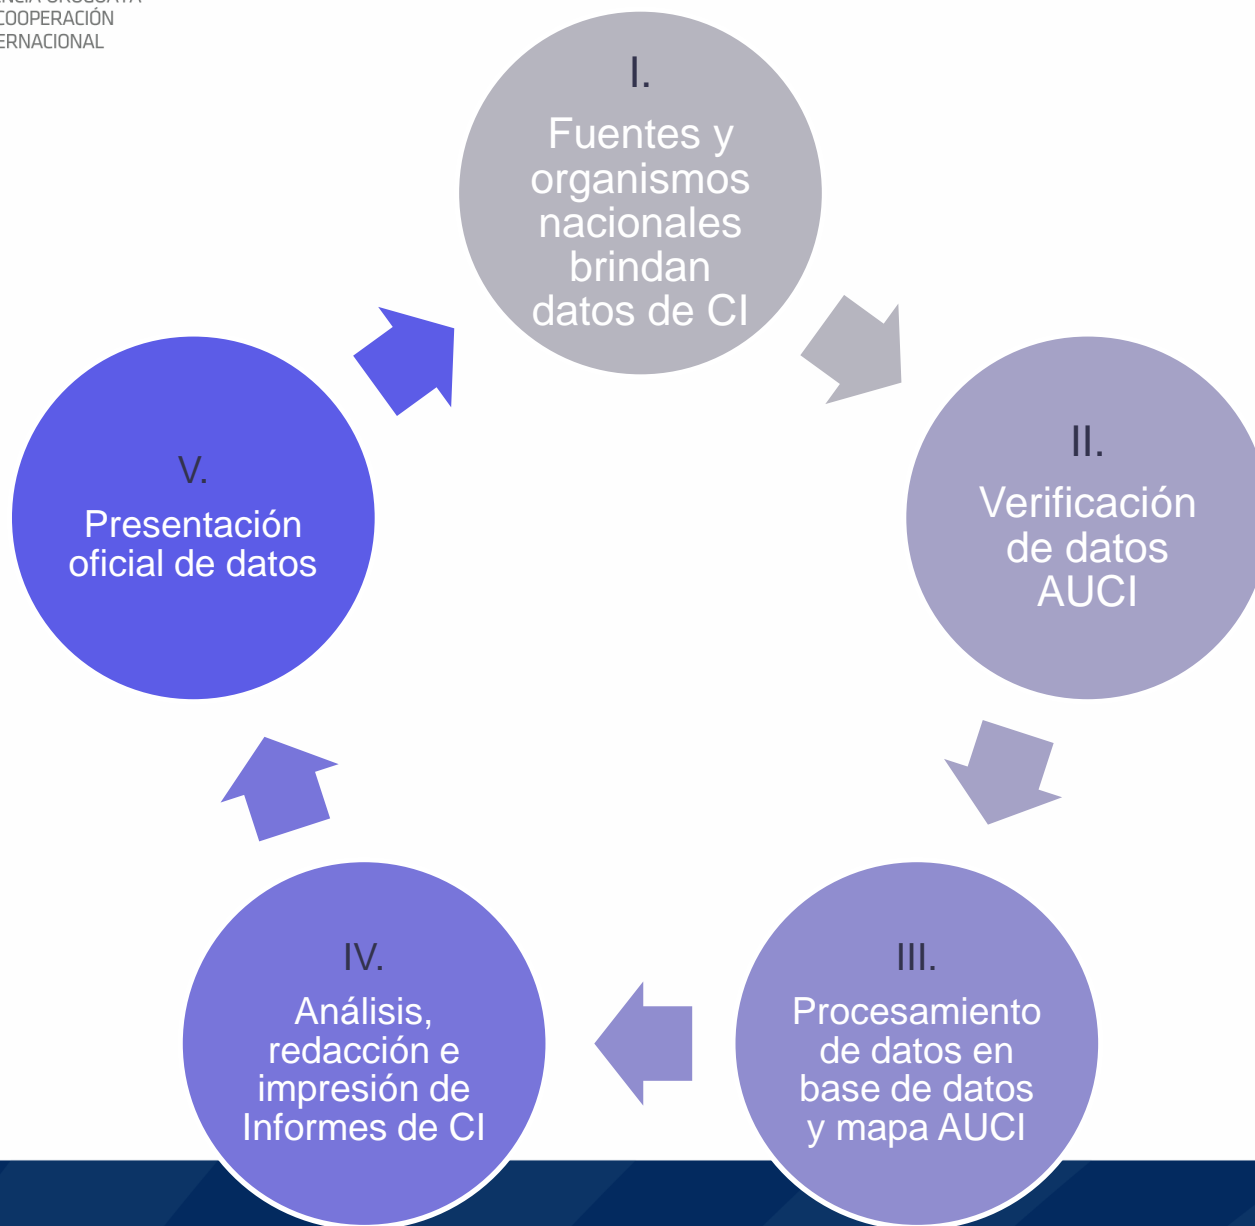 COOPERACIÓN
I.
Fuentes y
organismos
nacionales
brindan
datos de CI
II.
Verificación
de datos
AUCI
III.
Procesamiento
de datos en
base de datos
y mapa AUCI
IV.
Análisis,
redacción e
impresión de
Informes de CI
V.
Presentación
oficial de datos